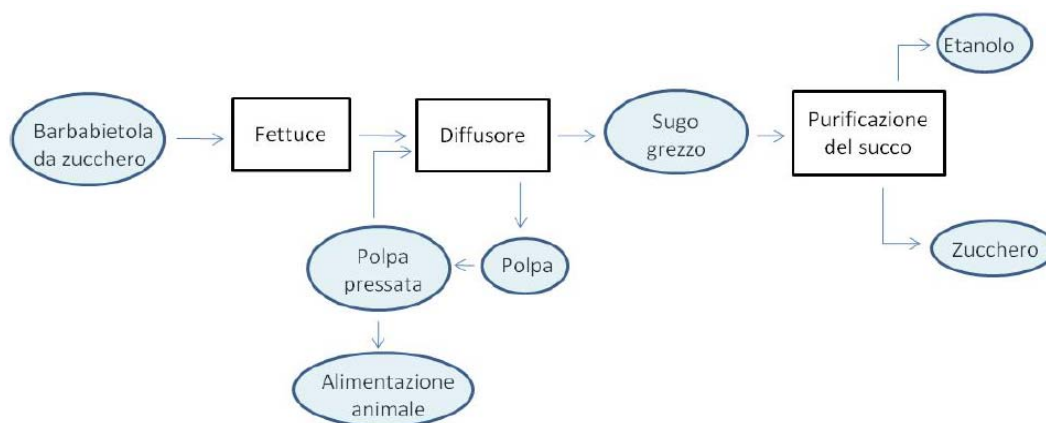 Barbabietola
da zucchero
Fettuce
Diffusore
Sugo
grezzo
Purificazione
del succo
Etanolo
Zucchero
Polpa
Polpa
pressata
Alimentazione
animale